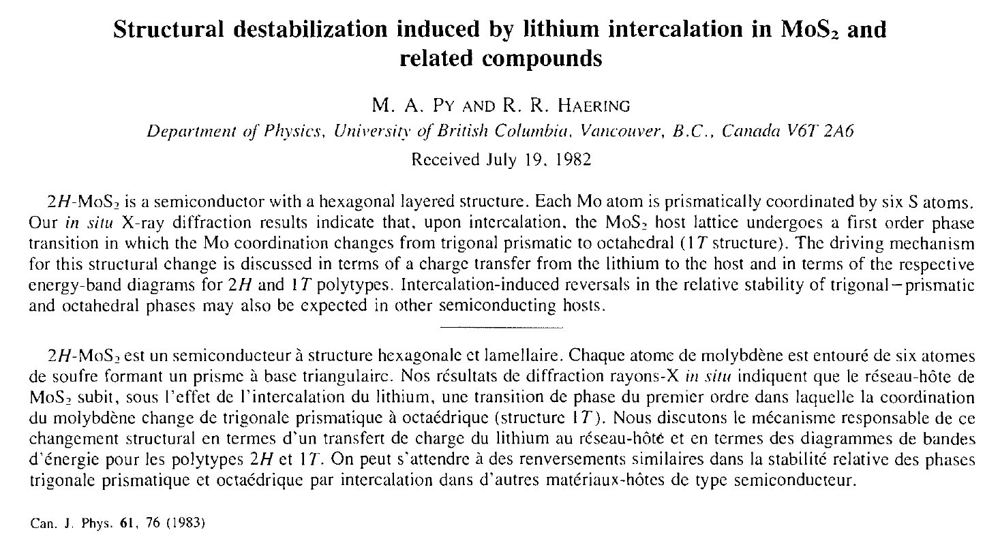 Structural destabilization induced by lithium intercalation in MoS₂ and
related compounds
M. A. PY AND R. R. HAERING
Department of Physics, University of British Columbia, Vancouver, B.C., Canada V6T 2A6
Received July 19, 1982
2H-MoS₂ is a semiconductor with a hexagonal layered structure. Each Mo atom is prismatically coordinated by six S atoms.
Our in situ X-ray diffraction results indicate that, upon intercalation, the MoS₂ host lattice undergoes a first order phase
transition in which the Mo coordination changes from trigonal prismatic to octahedral (1T structure). The driving mechanism
for this structural change is discussed in terms of a charge transfer from the lithium to the host and in terms of the respective
energy-band diagrams for 2H and 1T polytypes. Intercalation-induced reversals in the relative stability of trigonal–prismatic
and octahedral phases may also be expected in other semiconducting hosts.
2H-MoS₂ est un semiconducteur à structure hexagonale et lamellaire. Chaque atome de molybdène est entouré de six atomes
de soufre formant un prisme à base triangulaire. Nos résultats de diffraction rayons-X in situ indiquent que le réseau-hôte de
MoS₂ subit, sous l'effet de l'intercalation du lithium, une transition de phase du premier ordre dans laquelle la coordination
du molybdène change de trigonale prismatique à octaédrique (structure 1T). Nous discutons le mécanisme responsable de ce
changement structural en termes d'un transfert de charge du lithium au réseau-hôté et en termes des diagrammes de bandes
d'énergie pour les polytypes 2H et 1T. On peut s'attendre à des renversements similaires dans la stabilité relative des phases
trigonale prismatique et octaédrique par intercalation dans d'autres matériaux-hôtes de type semiconducteur.
Can. J. Phys. 61, 76 (1983)